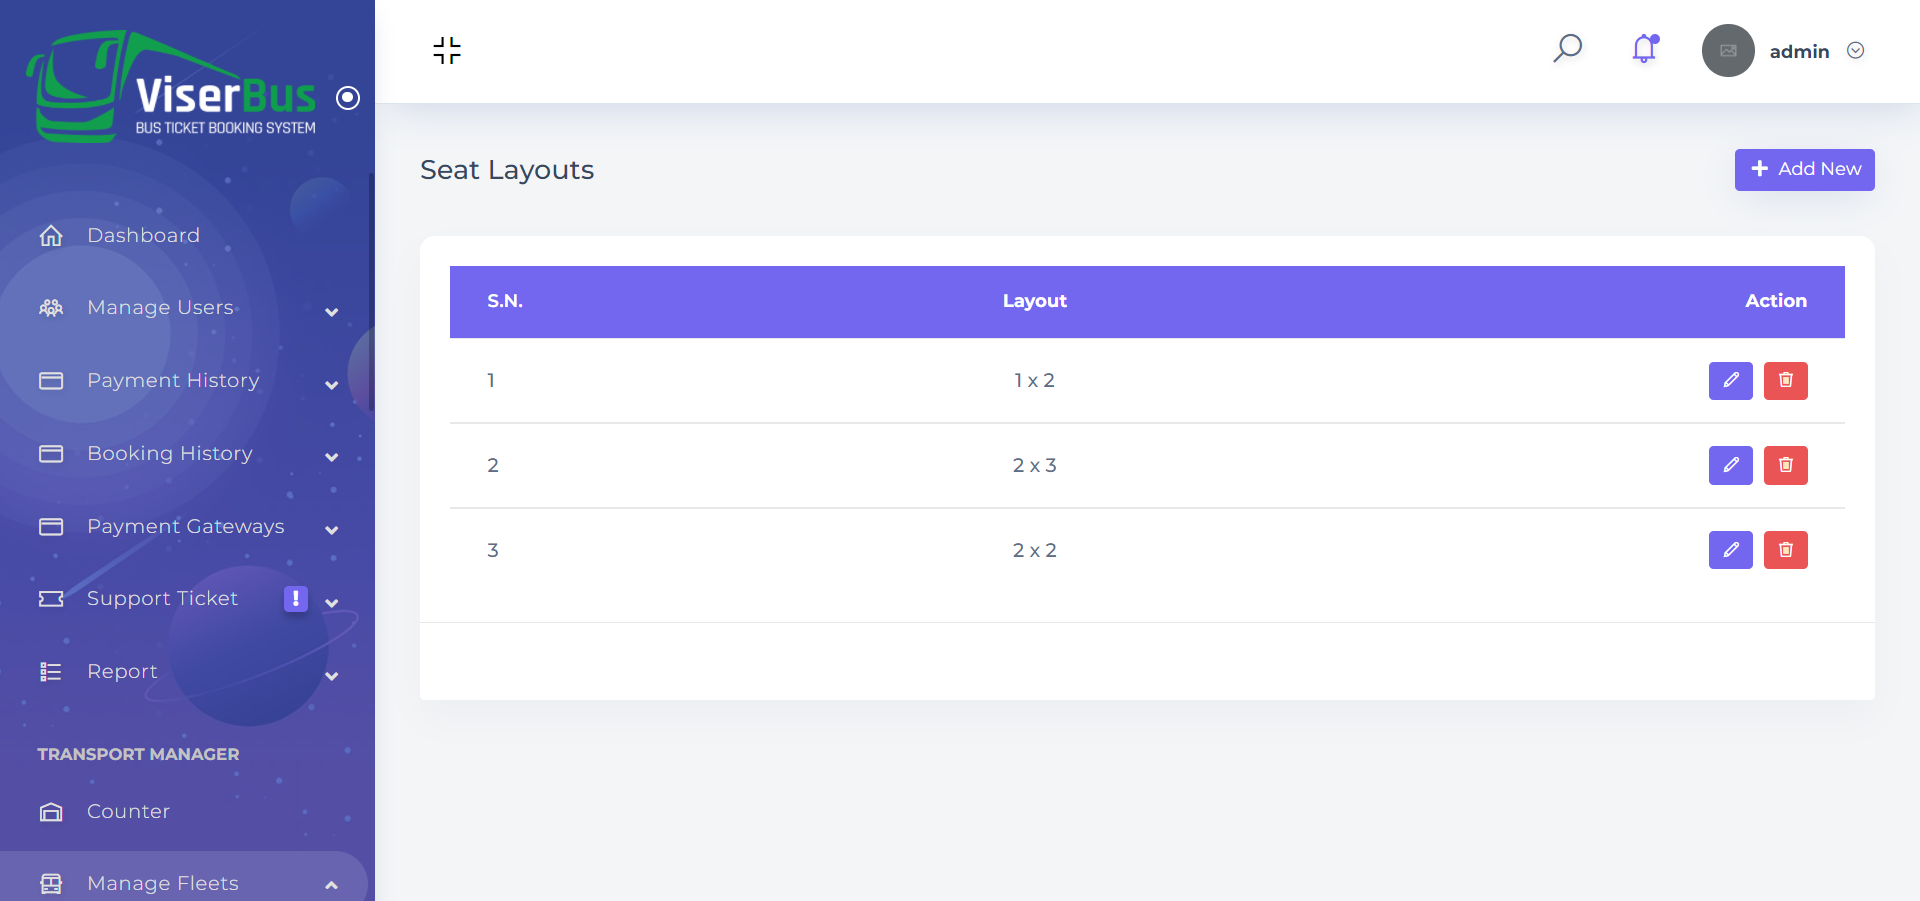 ViserBus
BUS TICKET BOOKING SYSTEM
admin
Seat Layouts
Add New
Dashboard
Manage Users
Payment History
Booking History
Payment Gateways
Support Ticket
!
Report
TRANSPORT MANAGER
Counter
Manage Fleets
S.N. Layout Action
1 1 x 2
2 2 x 3
3 2 x 2